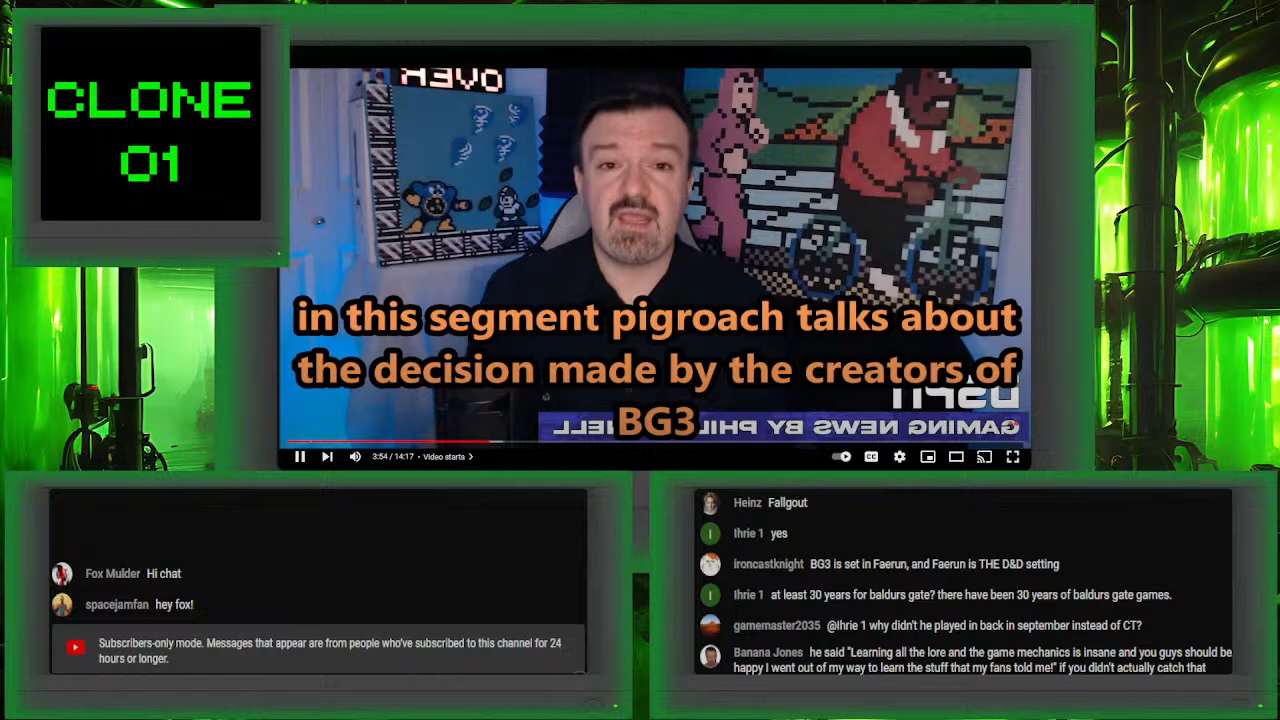 CLONE
01
OVER
in this segment pigroach talks about
the decision made by the creators of
BG3
GAMING NEWS BY PHIL
3:54 / 14:17 • Video starts >
CC
Fox Mulder Hi chat
spacejamfan hey fox!
Subscribers-only mode. Messages that appear are from people who've subscribed to this channel for 24
hours or longer.
Heinz Fallgout
Ihrie 1 yes
ironcastknight BG3 is set in Faerun, and Faerun is THE D&D setting
Ihrie 1 at least 30 years for baldurs gate? there have been 30 years of baldurs gate games.
gamemaster2035 @Ihrie 1 why didn't he played in back in september instead of CT?
Banana Jones he said "Learning all the lore and the game mechanics is insane and you guys should be
happy I went out of my way to learn the stuff that my fans told me!" if you didn't actually catch that